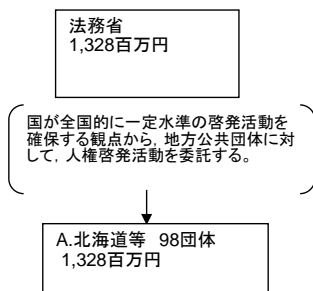 法務省
1,328百万円
国が全国的に一定水準の啓発活動を
確保する観点から，地方公共団体に対
して，人権啓発活動を委託する。
A.北海道等 98団体
1,328百万円